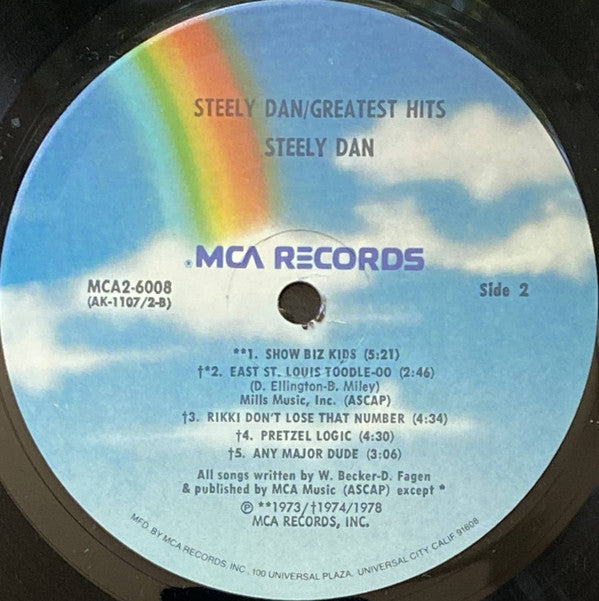 STEELY DAN/GREATEST HITS
STEELY DAN
MCA RECORDS
MCA2-6008
(AK-1107/2-B)
Side 2
**1. SHOW BIZ KIDS (5:21)
†*2. EAST ST. LOUIS TOODLE-OO (2:46)
(D. Ellington-B. Miley)
Mills Music, Inc. (ASCAP)
†3. RIKKI DON'T LOSE THAT NUMBER (4:34)
†4. PRETZEL LOGIC (4:30)
†5. ANY MAJOR DUDE (3:06)
All songs written by W. Becker-D. Fagen
& published by MCA Music (ASCAP) except *
℗ **1973/†1974/1978
MCA RECORDS, INC.
MFD. BY MCA RECORDS, INC., 100 UNIVERSAL PLAZA, UNIVERSAL CITY, CALIF. 91608